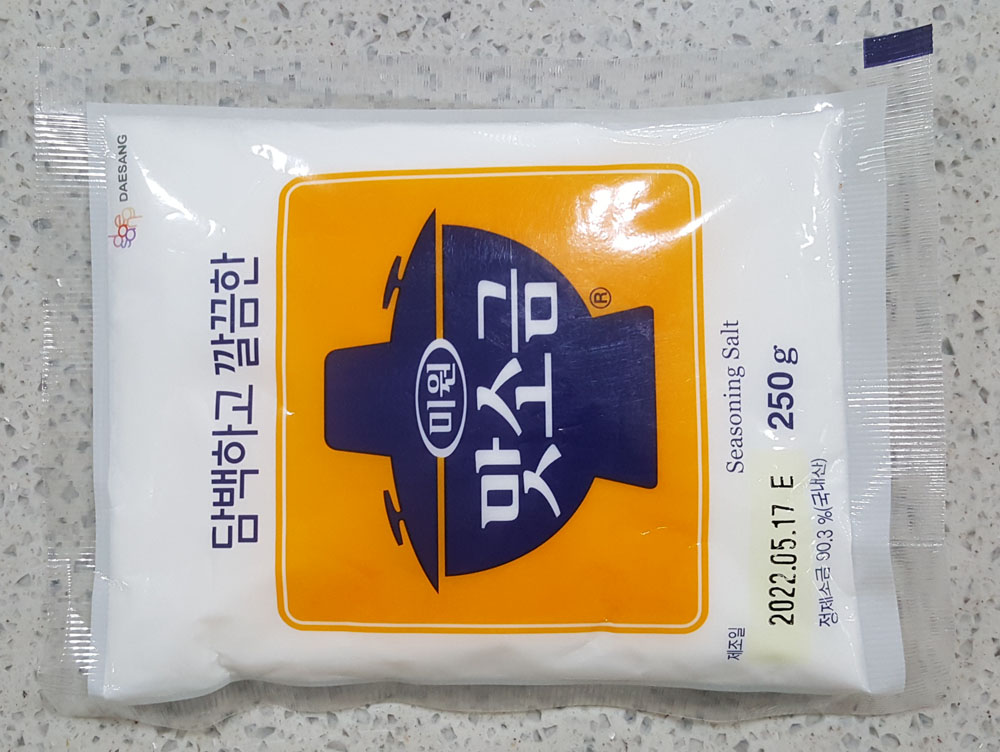 DAESANG
담백하고 깔끔한
미원
맛소금
®
Seasoning Salt
250 g
제조일
2022.05.17 E
정제소금 90.3 %(국내산)